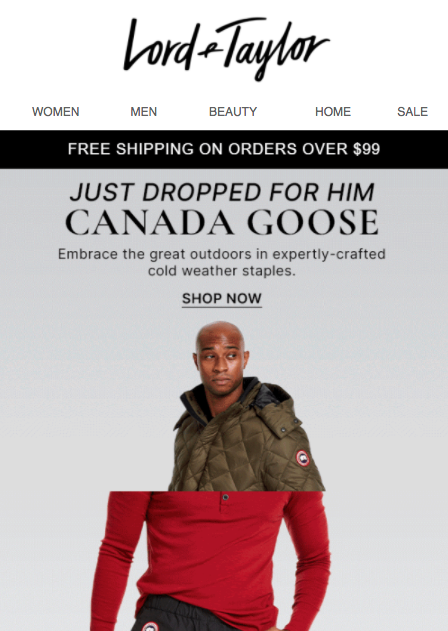 Lord & Taylor
WOMEN MEN BEAUTY HOME SALE
FREE SHIPPING ON ORDERS OVER $99
JUST DROPPED FOR HIM
CANADA GOOSE
Embrace the great outdoors in expertly-crafted
cold weather staples.
SHOP NOW